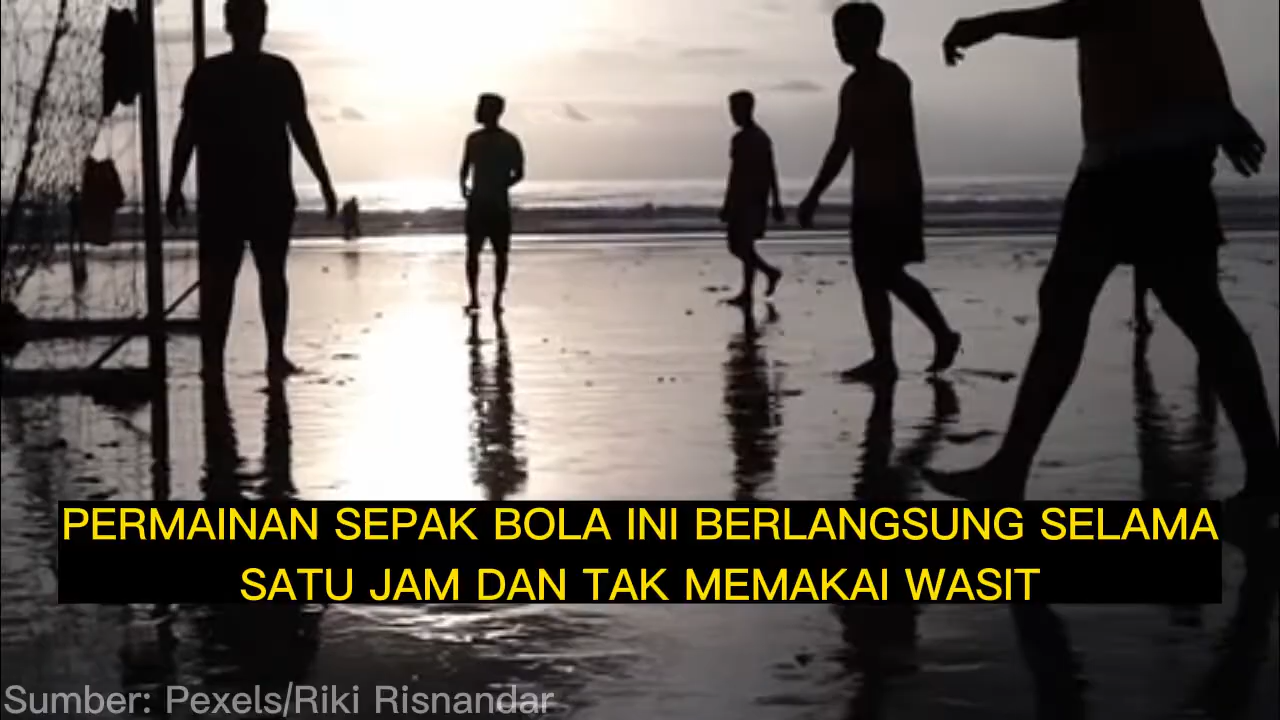 PERMAINAN SEPAK BOLA INI BERLANGSUNG SELAMA
SATU JAM DAN TAK MEMAKAI WASIT
Sumber: Pexels/Riki Risnandar